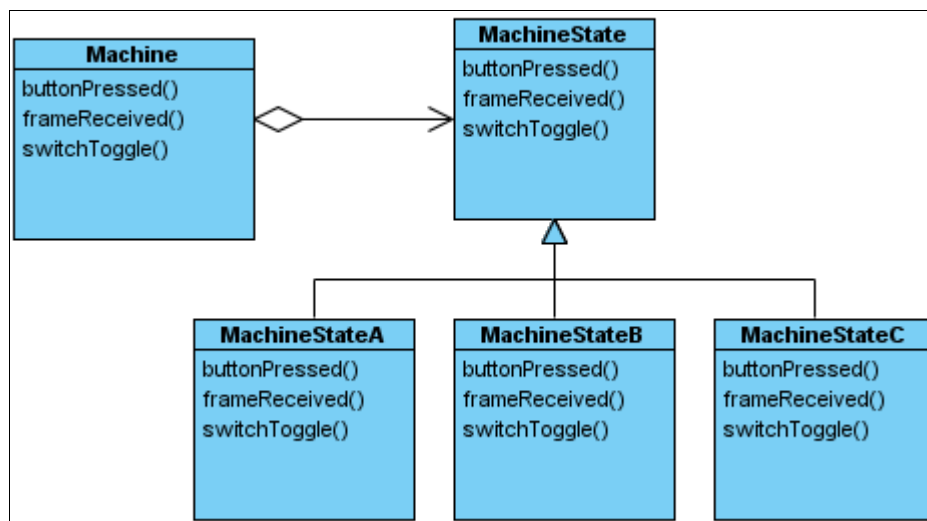 Machine
buttonPressed()
frameReceived()
switchToggle()
MachineState
buttonPressed()
frameReceived()
switchToggle()
MachineStateA
buttonPressed()
frameReceived()
switchToggle()
MachineStateB
buttonPressed()
frameReceived()
switchToggle()
MachineStateC
buttonPressed()
frameReceived()
switchToggle()